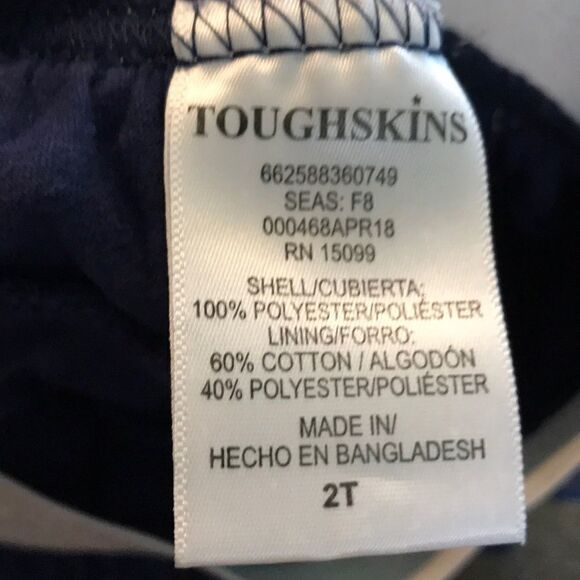 TOUGHSKINS
662588360749
SEAS: F8
000468APR18
RN 15099
SHELL/CUBIERTA:
100% POLYESTER/POLIÉSTER
LINING/FORRO:
60% COTTON / ALGODÓN
40% POLYESTER/POLIÉSTER
MADE IN/
HECHO EN BANGLADESH
2T